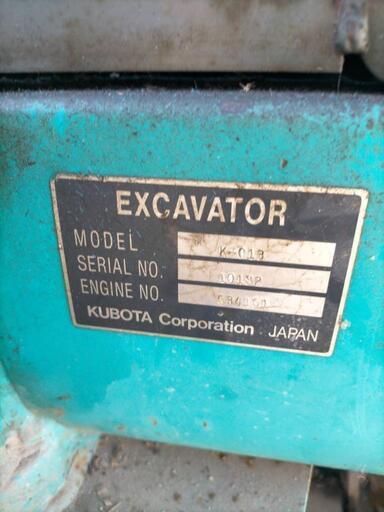 EXCAVATOR
MODEL K-013
SERIAL NO.
ENGINE NO.
KUBOTA Corporation JAPAN